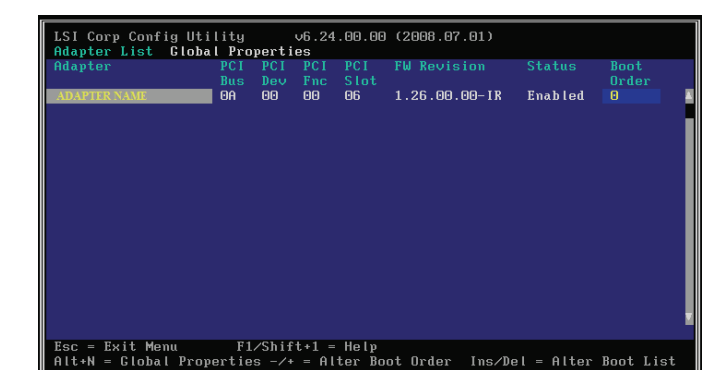 LSI Corp Config Utility v6.24.00.00 (2008.07.01)
Adapter List Global Properties
Adapter PCI PCI PCI PCI FW Revision Status Boot
Bus Dev Fnc Slot Order
ADAPTER NAME 0A 00 00 06 1.26.00.00-IR Enabled 0
Esc = Exit Menu F1/Shift+1 = Help
Alt+N = Global Properties -/+ = Alter Boot Order Ins/Del = Alter Boot List